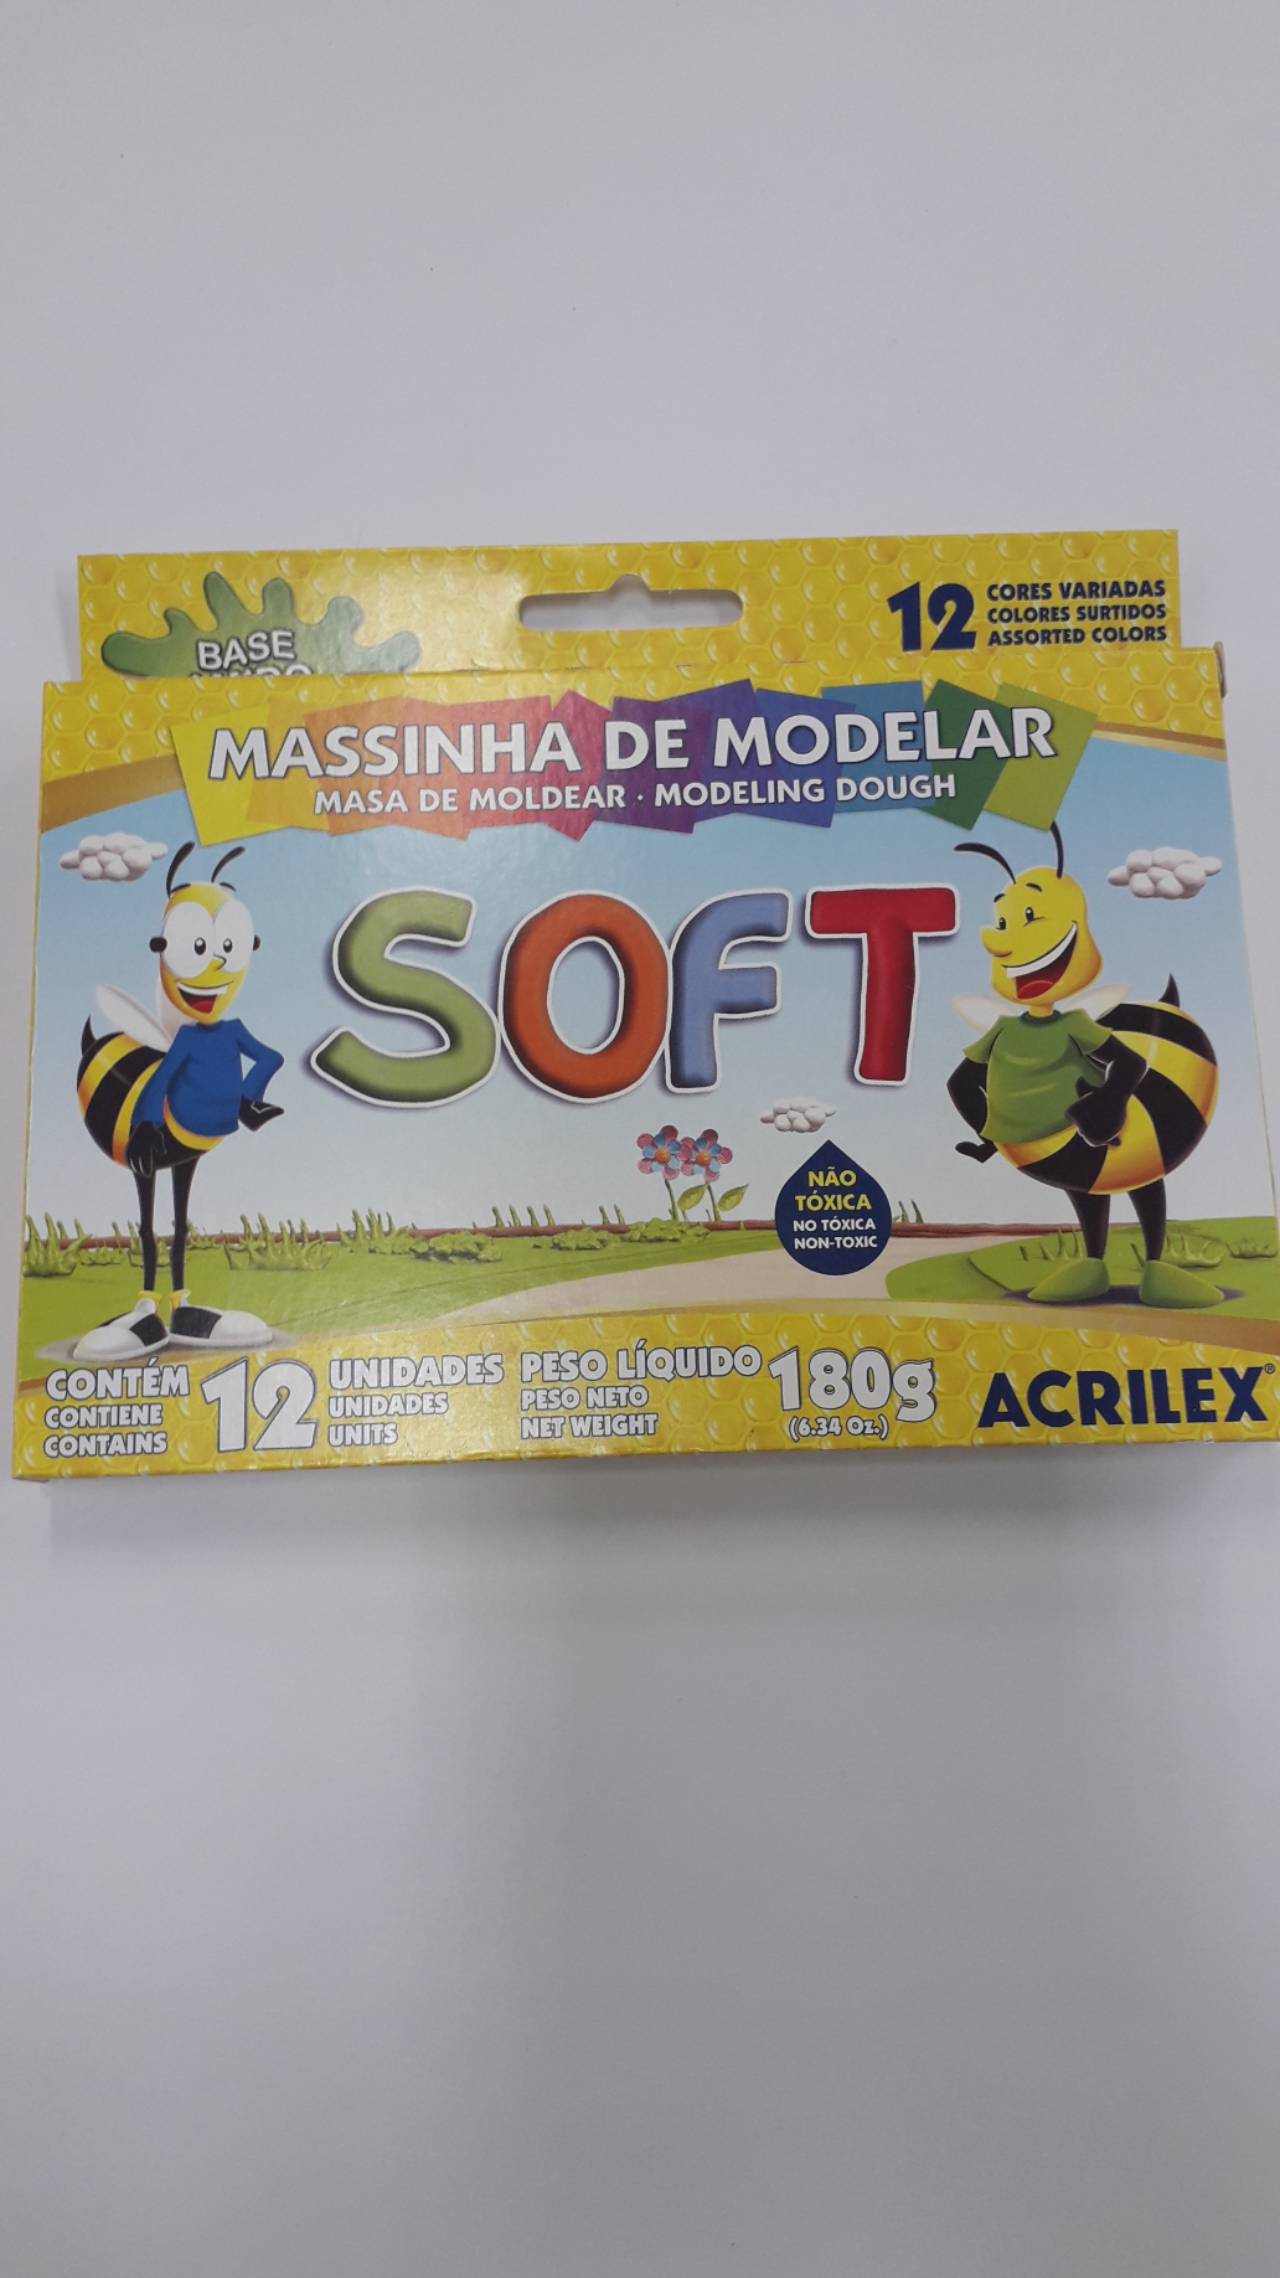 BASE
12 CORES VARIADAS
COLORES SURTIDOS
ASSORTED COLORS
MASSINHA DE MODELAR
MASA DE MOLDEAR · MODELING DOUGH
SOFT
NÃO
TÓXICA
NO TÓXICA
NON-TOXIC
CONTÉM
CONTIENE
CONTAINS
12
UNIDADES
UNIDADES
UNITS
PESO LÍQUIDO
PESO NETO
NET WEIGHT
180g
(6.34 Oz.)
ACRILEX®